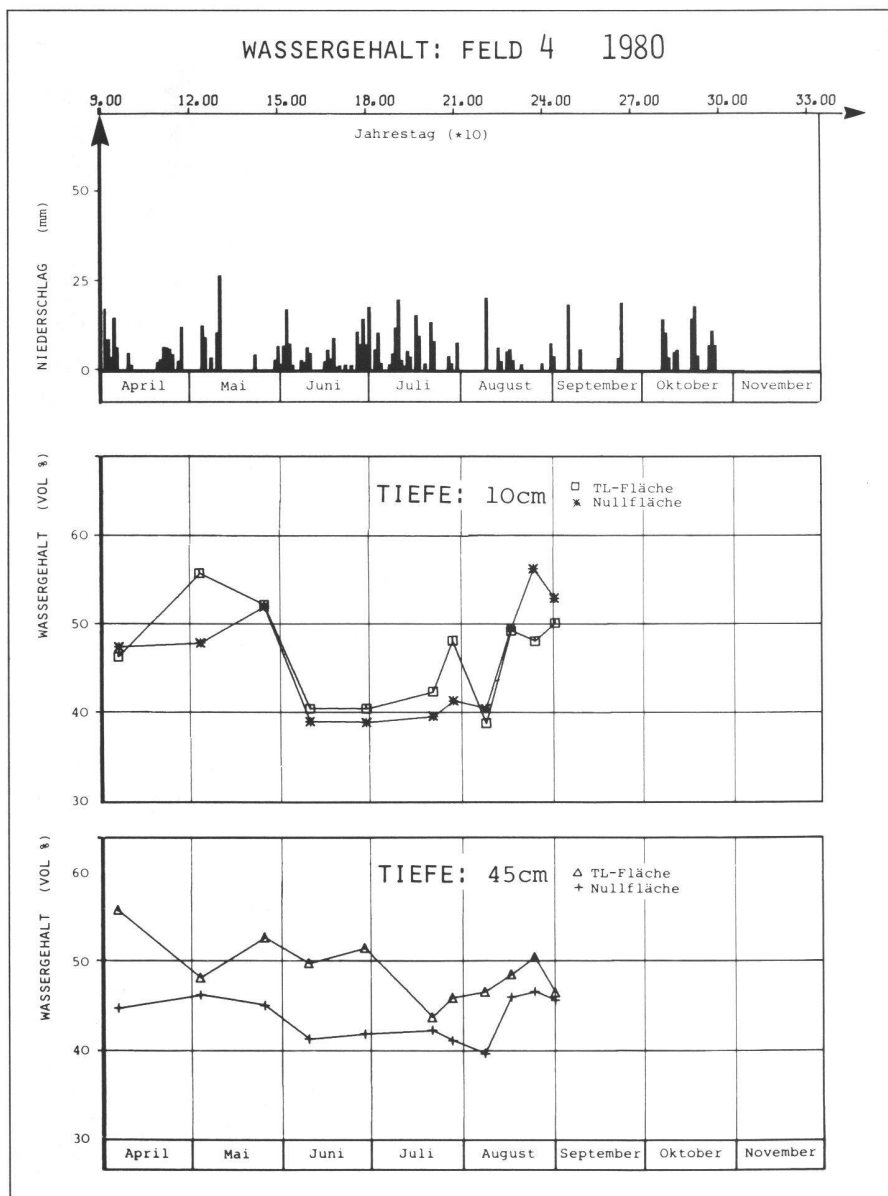 WASSERGEHALT: FELD 4 1980
9.00 12.00 15.00 18.00 21.00 24.00 27.00 30.00 33.00
Jahrestag (*10)
NIEDERSCHLAG (mm)
50
25
0
April Mai Juni Juli August September Oktober November
WASSERGEHALT (VOL %)
TIEFE: 10cm
TL-Fläche
Nullfläche
60
50
40
30
WASSERGEHALT (VOL %)
TIEFE: 45cm
TL-Fläche
Nullfläche
60
50
40
30
April Mai Juni Juli August September Oktober November